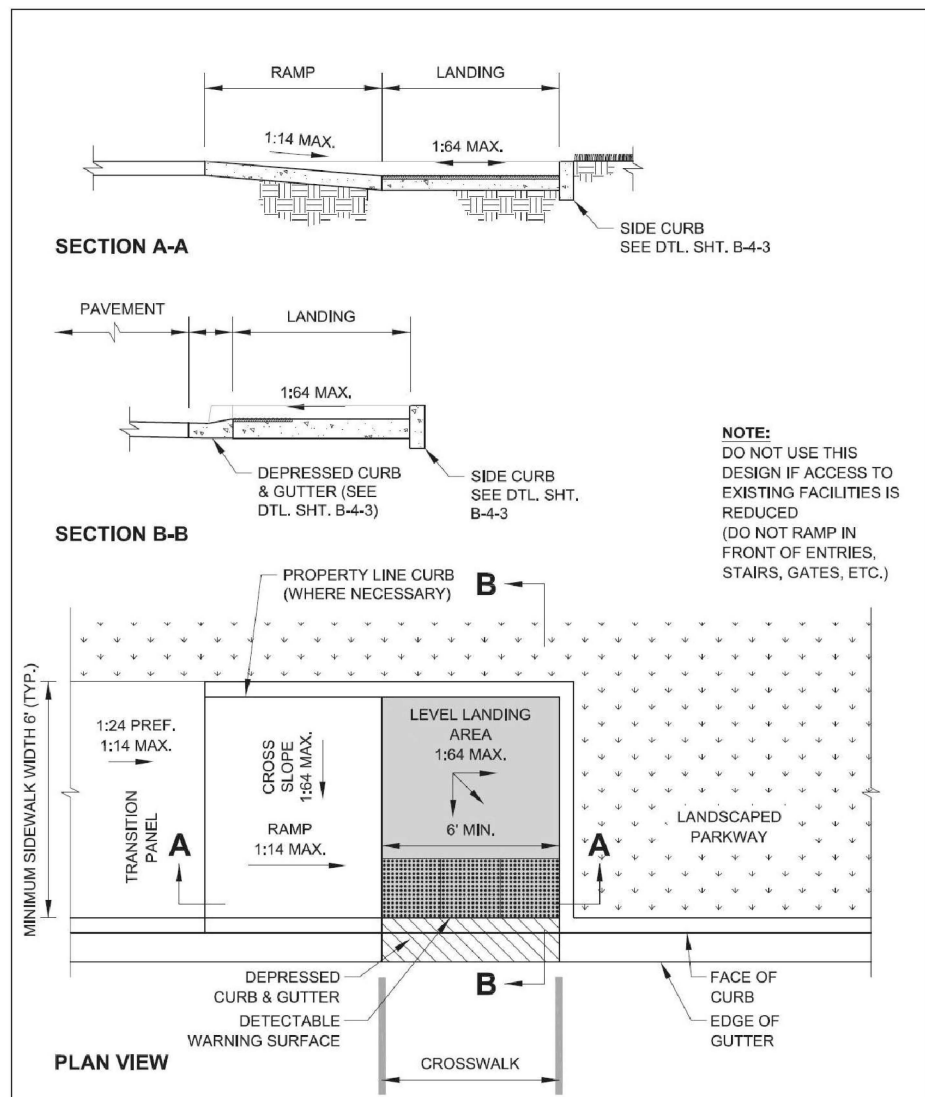 RAMP
LANDING
1:14 MAX.
1:64 MAX.
SIDE CURB
SEE DTL. SHT. B-4-3
SECTION A-A
PAVEMENT
LANDING
1:64 MAX.
DEPRESSED CURB
& GUTTER (SEE
DTL. SHT. B-4-3)
SIDE CURB
SEE DTL. SHT.
B-4-3
SECTION B-B
NOTE:
DO NOT USE THIS
DESIGN IF ACCESS TO
EXISTING FACILITIES IS
REDUCED
(DO NOT RAMP IN
FRONT OF ENTRIES,
STAIRS, GATES, ETC.)
PROPERTY LINE CURB
(WHERE NECESSARY)
B
MINIMUM SIDEWALK WIDTH 6' (TYP.)
1:24 PREF.
1:14 MAX.
TRANSITION
PANEL
A
CROSS
SLOPE
1:64 MAX.
RAMP
1:14 MAX.
LEVEL LANDING
AREA
1:64 MAX.
6' MIN.
A
LANDSCAPED
PARKWAY
DEPRESSED
CURB & GUTTER
DETECTABLE
WARNING SURFACE
B
FACE OF
CURB
EDGE OF
GUTTER
PLAN VIEW
CROSSWALK